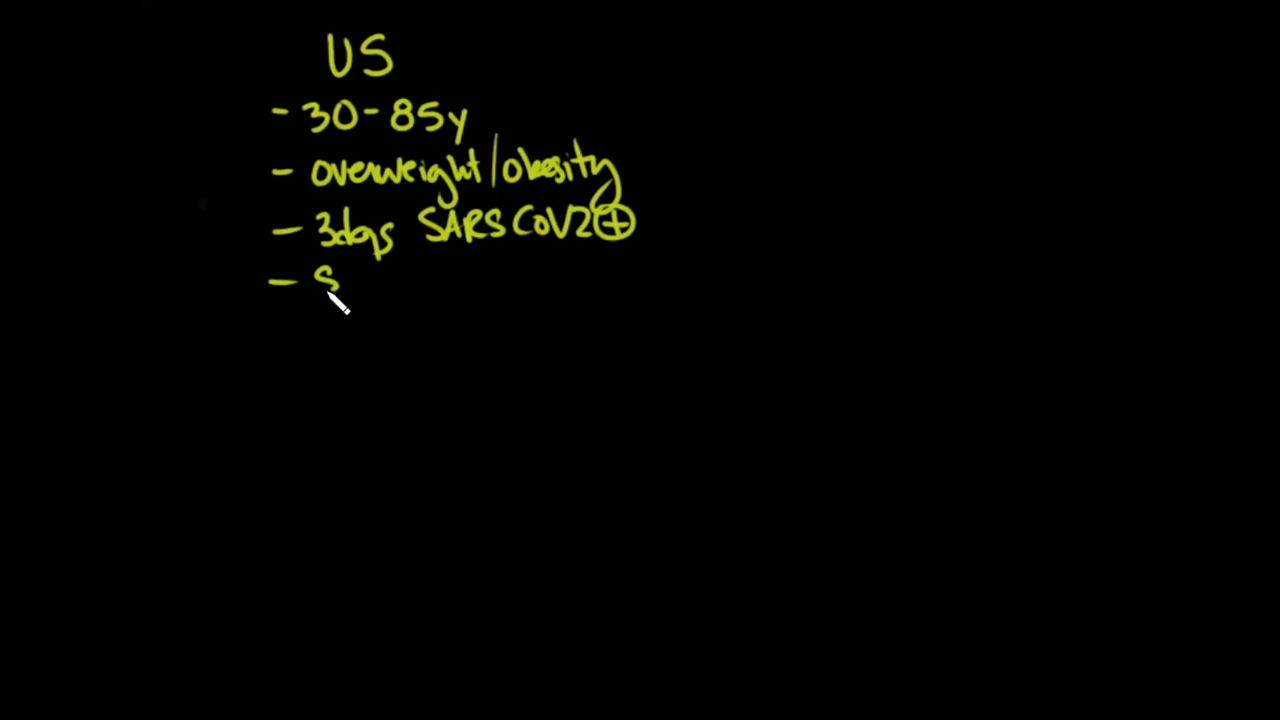 US
- 30-85y
- overweight/obesity
- 3days SARS CoV2 ⊕
- S